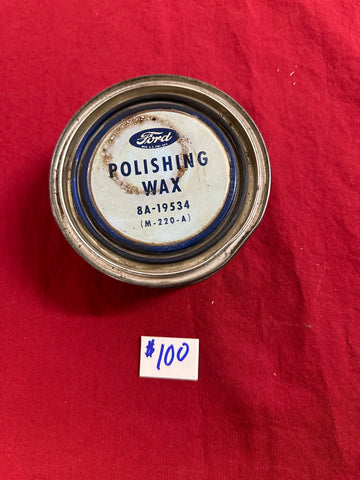 Ford
POLISHING
WAX
8A-19534
(M-220-A)
$100